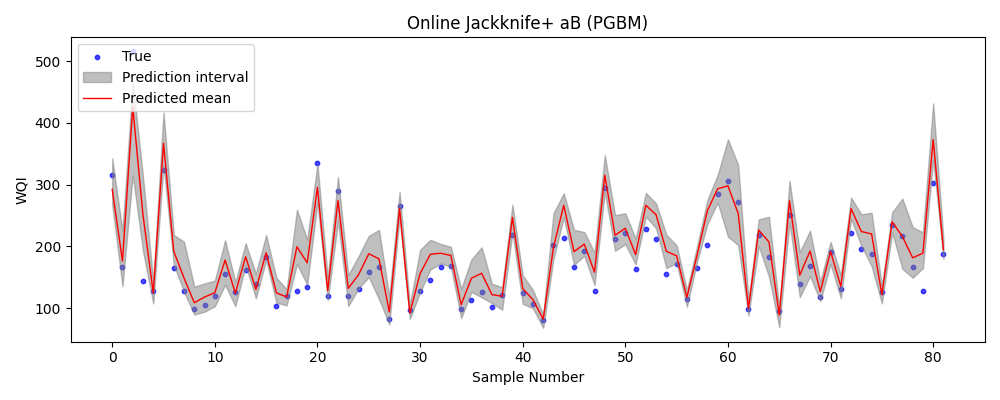 Online Jackknife+ aB (PGBM)
True
Prediction interval
Predicted mean
WQI
500
400
300
200
100
0 10 20 30 40 50 60 70 80
Sample Number